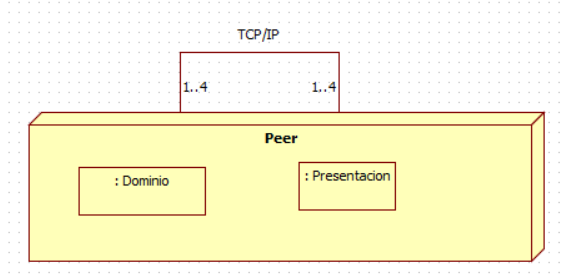 TCP/IP
1..4 1..4
Peer
: Dominio
: Presentacion